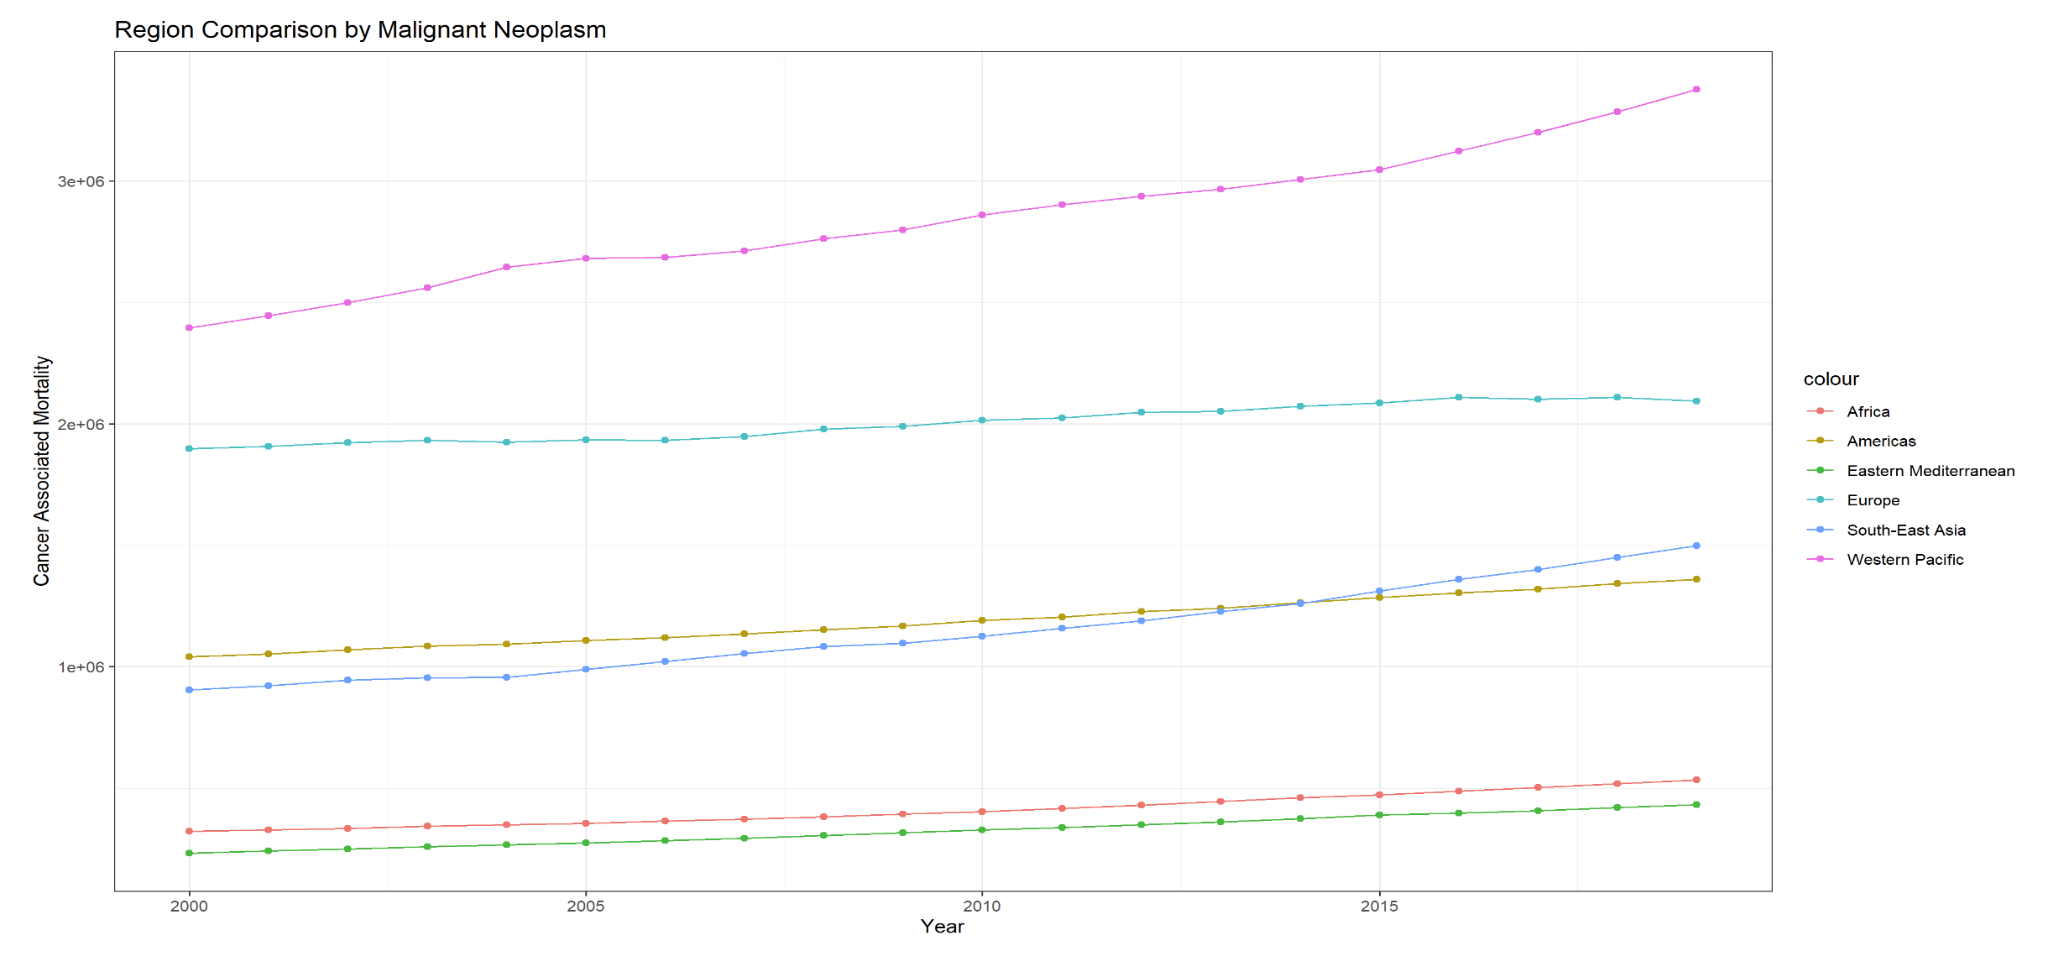 Region Comparison by Malignant Neoplasm
3e+06
2e+06
1e+06
Cancer Associated Mortality
2000
2005
2010
2015
Year
colour
Africa
Americas
Eastern Mediterranean
Europe
South-East Asia
Western Pacific